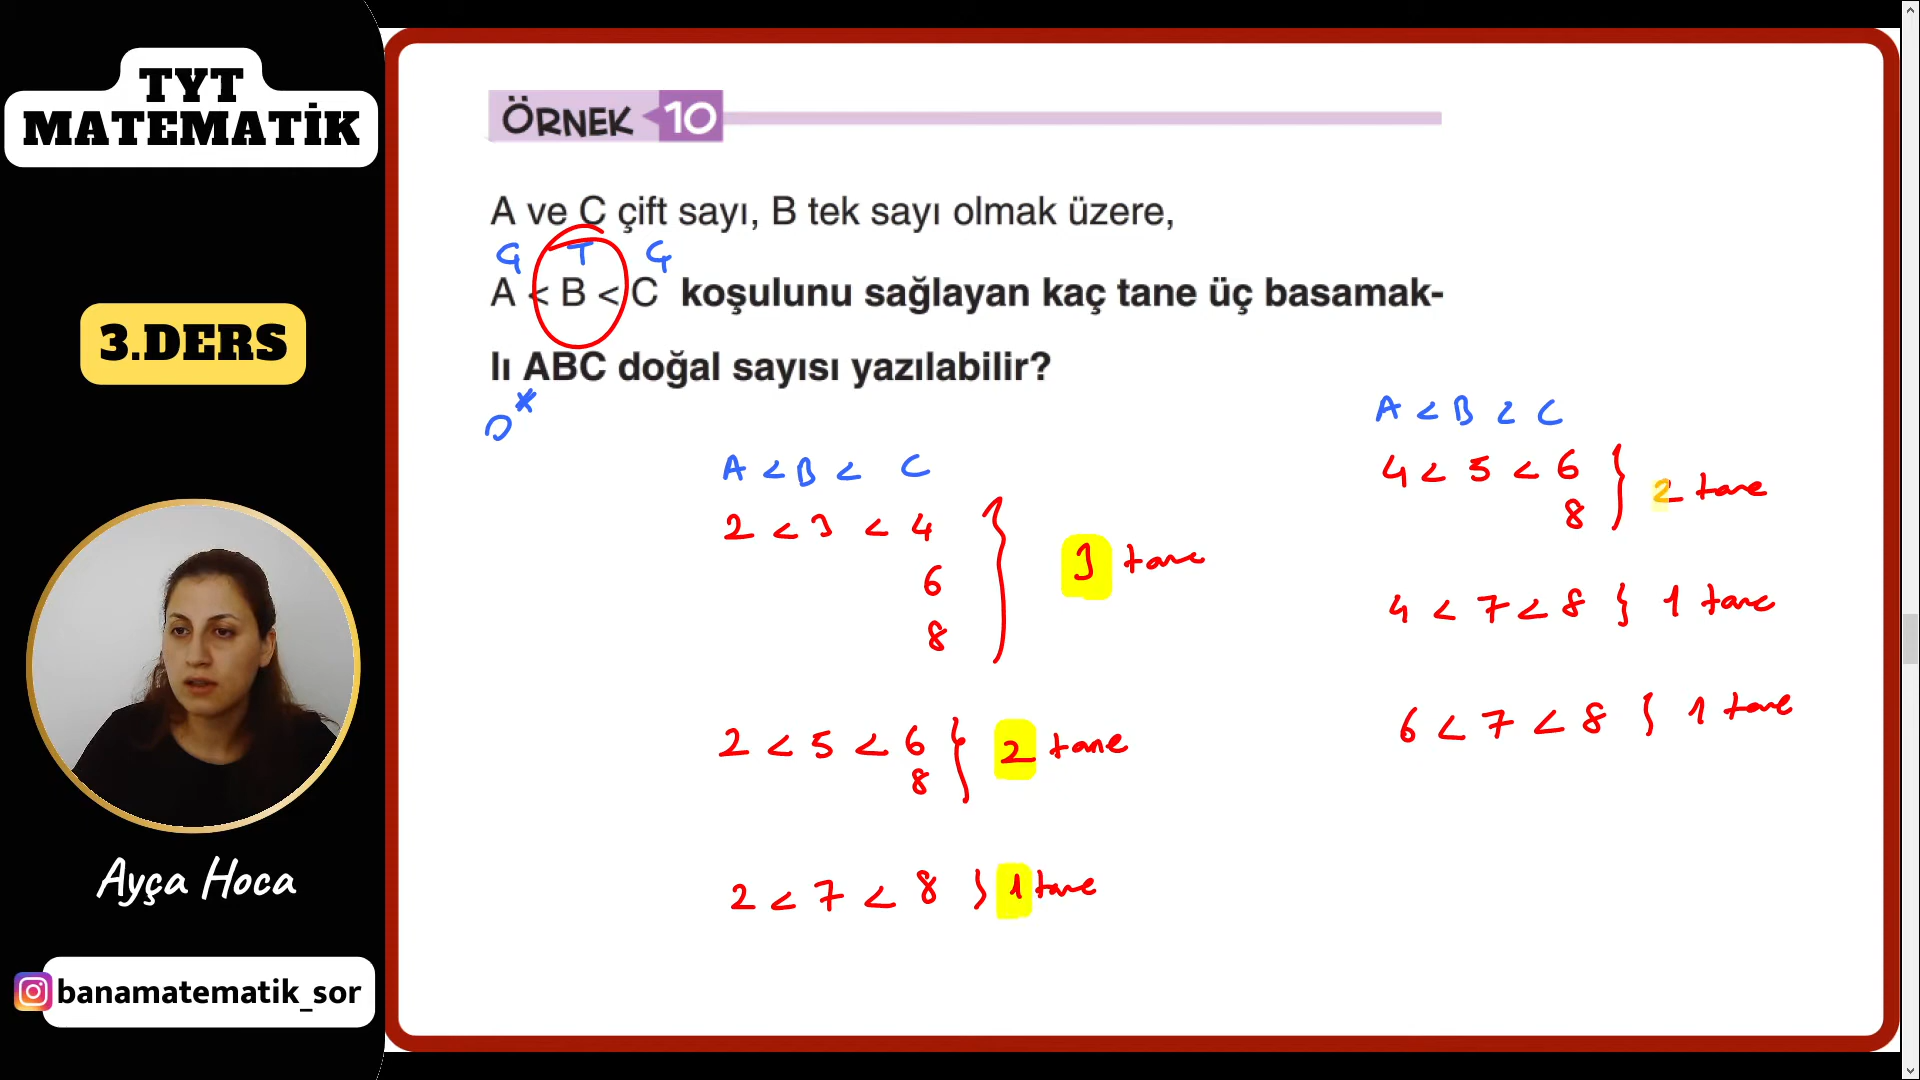 TYT
MATEMATİK
3.DERS
Ayça Hoca
banamatematik_sor
ÖRNEK 10
A ve C çift sayı, B tek sayı olmak üzere,
Ç T Ç
A < B < C koşulunu sağlayan kaç tane üç basamak-
lı ABC doğal sayısı yazılabilir?
0 *
A < B < C
2 < 3 < 4
6
8
} 3 tane
2 < 5 < 6
8
} 2 tane
2 < 7 < 8 } 1 tane
A < B < C
4 < 5 < 6
8
} 2 tane
4 < 7 < 8 } 1 tane
6 < 7 < 8 } 1 tane